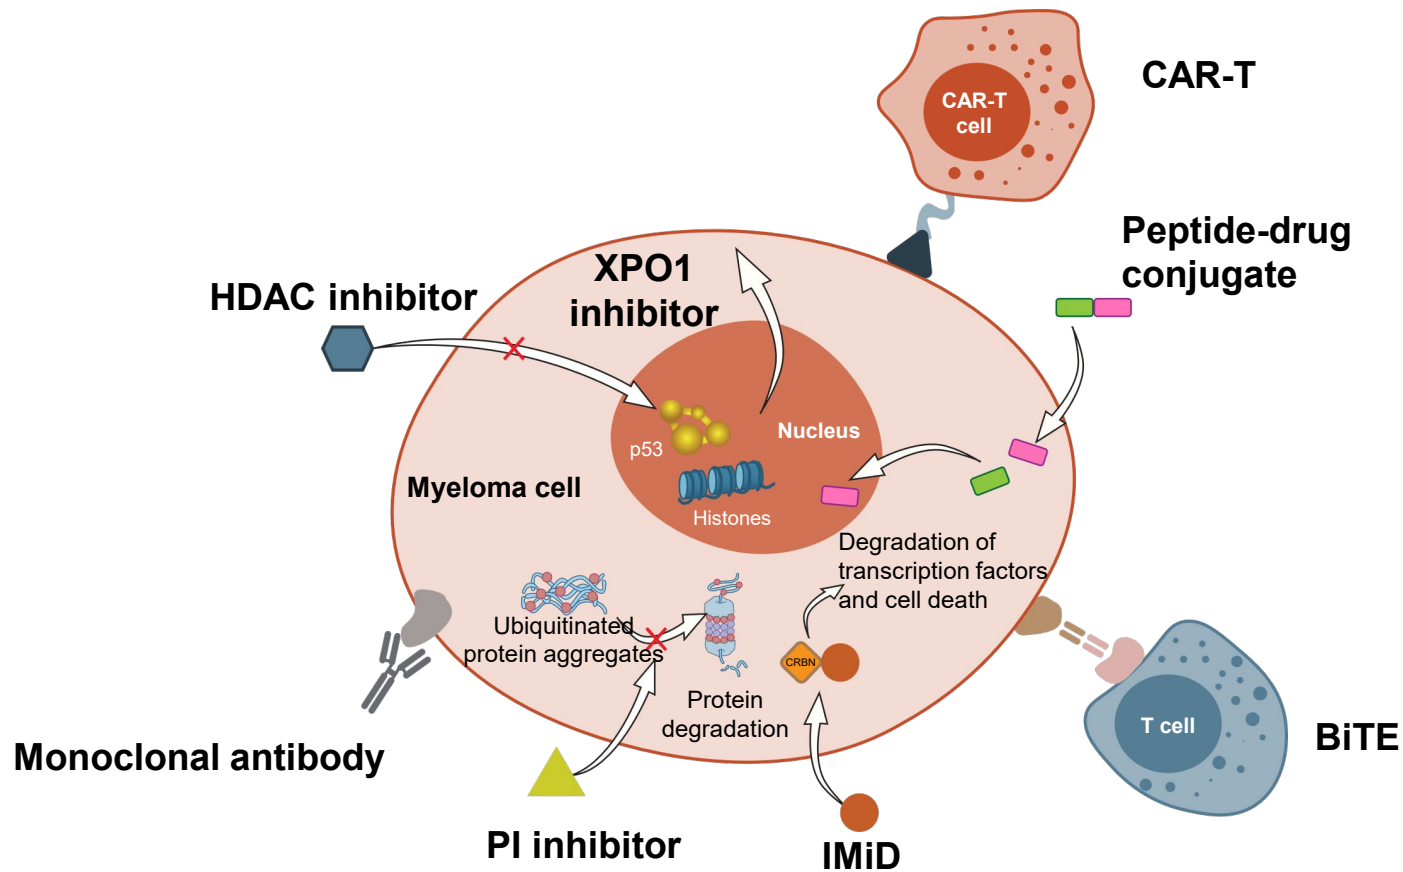 CAR-T
CAR-T
cell
Peptide-drug
conjugate
XPO1
inhibitor
HDAC inhibitor
Nucleus
p53
Myeloma cell
Histones
Degradation of
transcription factors
and cell death
Ubiquitinated
protein aggregates
CRBN
Protein
degradation
T cell
BiTE
Monoclonal antibody
PI inhibitor
IMiD